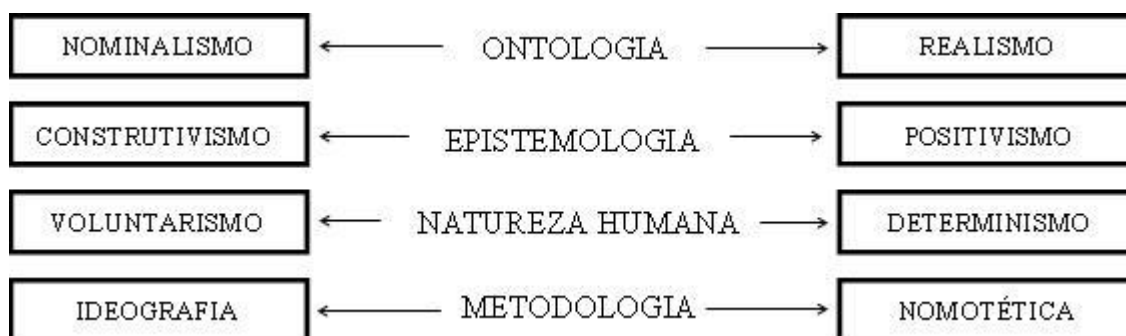 NOMINALISMO ONTOLOGIA REALISMO
CONSTRUTIVISMO EPISTEMOLOGIA POSITIVISMO
VOLUNTARISMO NATUREZA HUMANA DETERMINISMO
IDEOGRAFIA METODOLOGIA NOMOTÉTICA